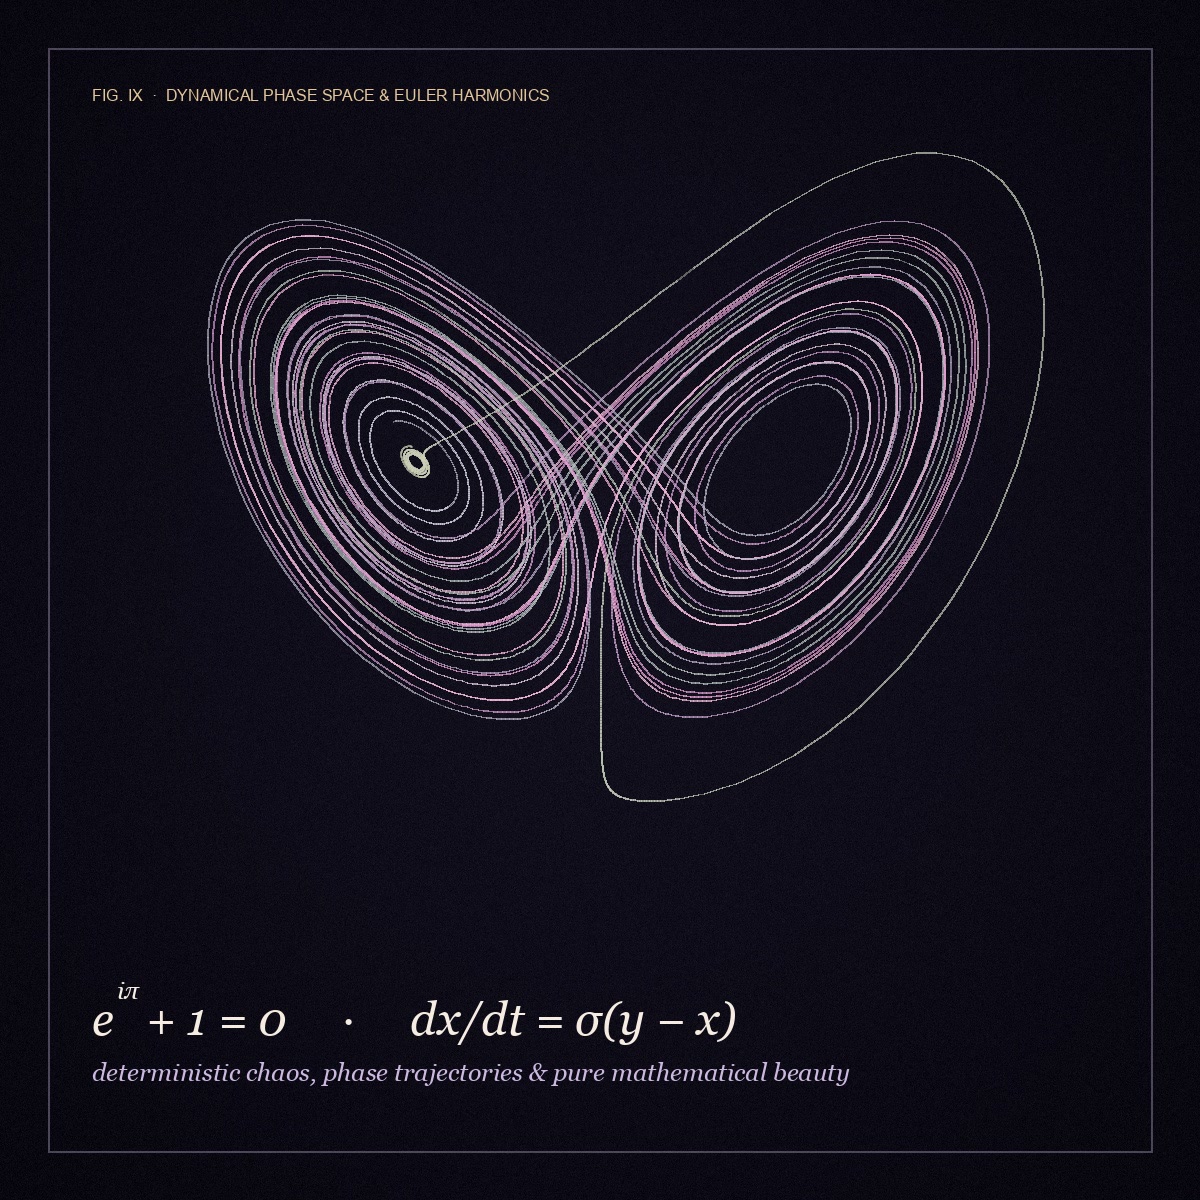 FIG. IX · DYNAMICAL PHASE SPACE & EULER HARMONICS
e^iπ + 1 = 0 · dx/dt = σ(y − x)
deterministic chaos, phase trajectories & pure mathematical beauty